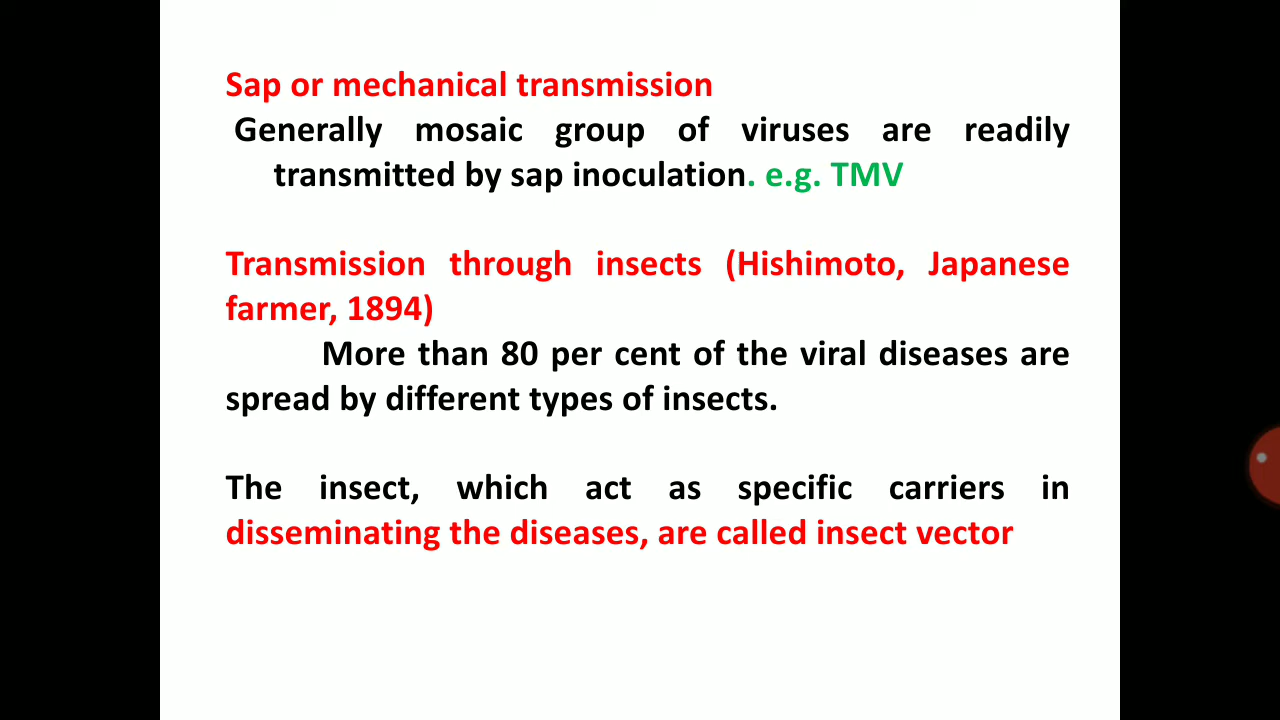 Sap or mechanical transmission
Generally mosaic group of viruses are readily
transmitted by sap inoculation. e.g. TMV
Transmission through insects (Hishimoto, Japanese
farmer, 1894)
More than 80 per cent of the viral diseases are
spread by different types of insects.
The insect, which act as specific carriers in
disseminating the diseases, are called insect vector